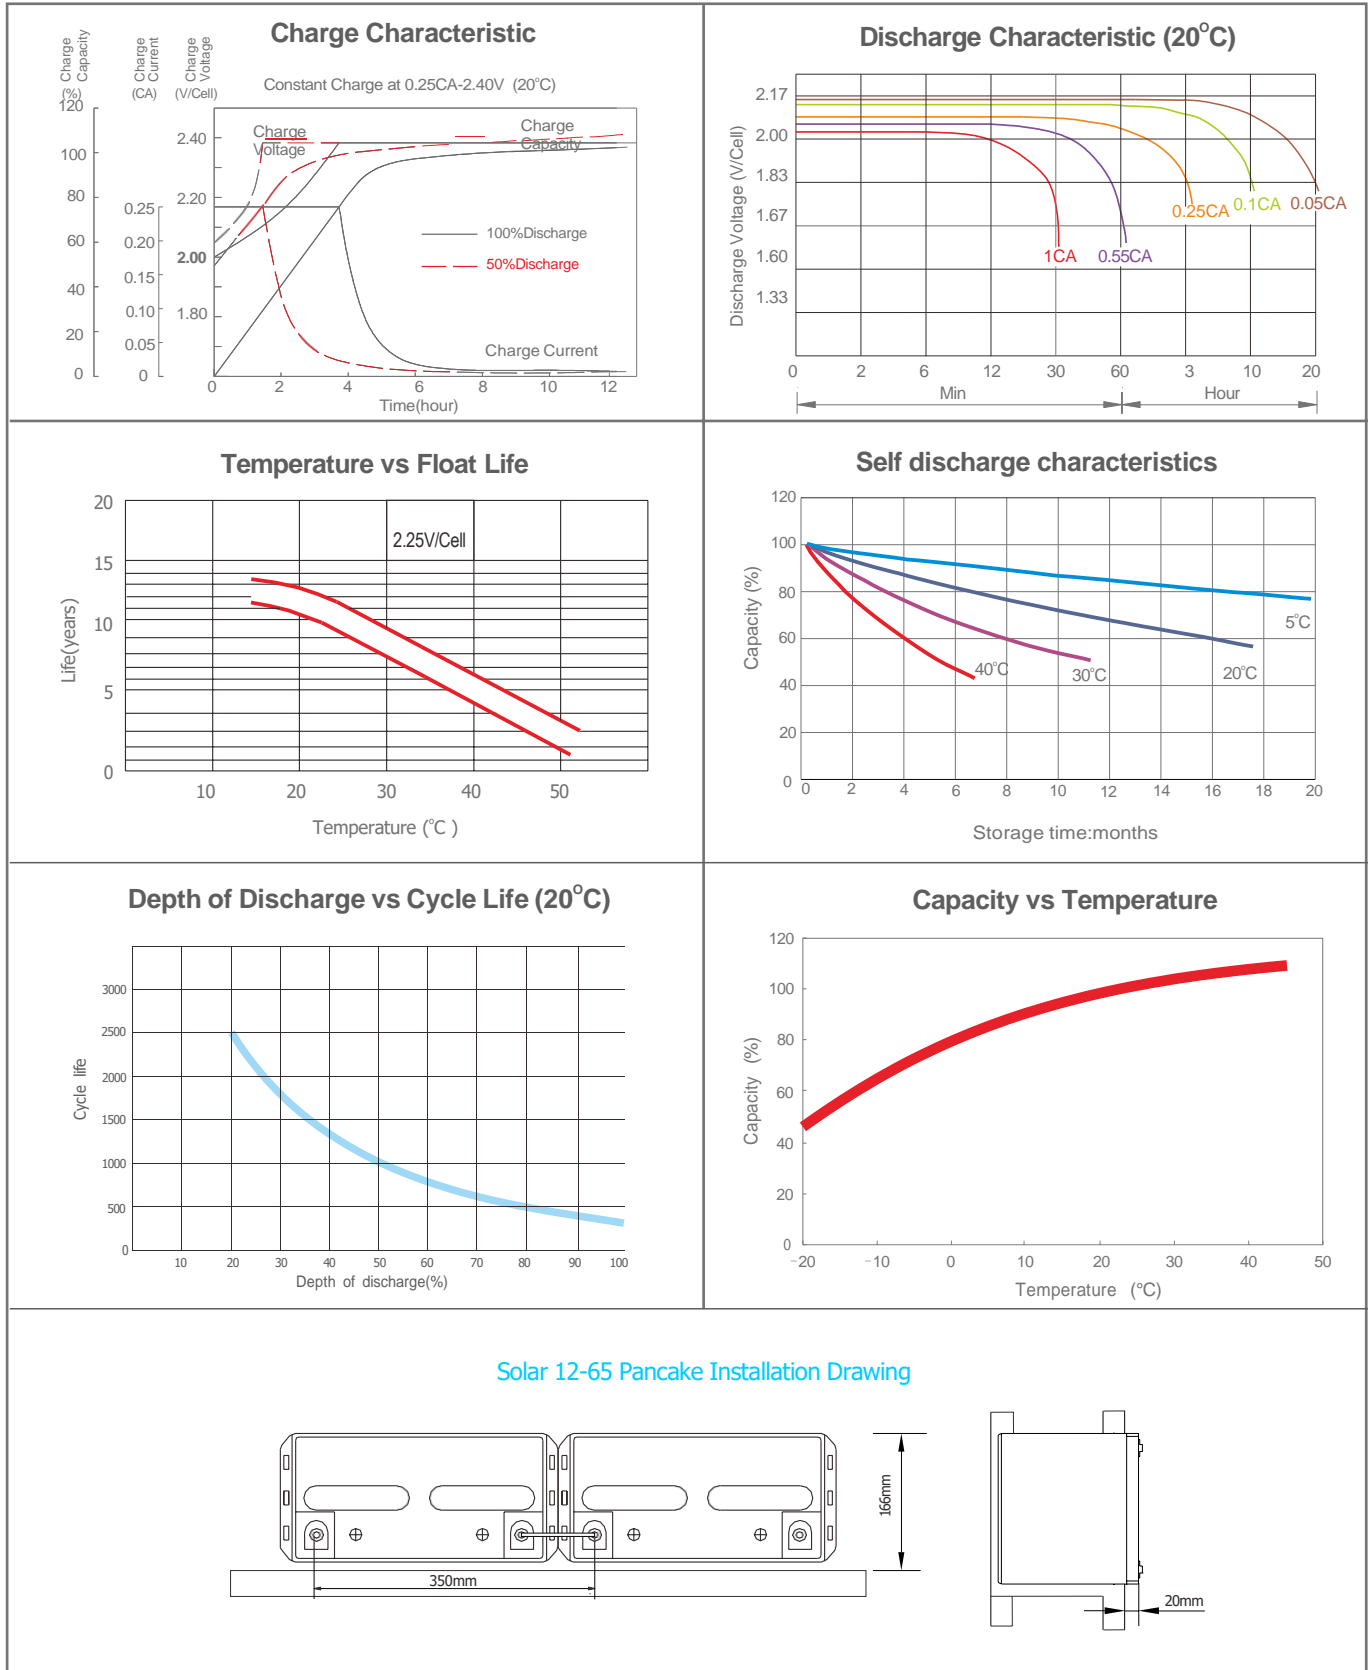 Charge Characteristic
Constant Charge at 0.25CA-2.40V (20°C)
Charge Capacity (%)
Charge Current (CA)
Charge Voltage (V/Cell)
120
100
80
60
40
20
0
0.25
0.20
0.15
0.10
0.05
0
2.40
2.20
2.00
1.80
Charge
Voltage
Charge
Capacity
100%Discharge
50%Discharge
Charge Current
0 2 4 6 8 10 12
Time(hour)
Discharge Characteristic (20°C)
Discharge Voltage (V/Cell)
2.17
2.00
1.83
1.67
1.60
1.33
1CA
0.55CA
0.25CA
0.1CA
0.05CA
0 2 6 12 30 60 3 10 20
Min Hour
Temperature vs Float Life
Life(years)
20
15
10
5
0
2.25V/Cell
10 20 30 40 50
Temperature (°C )
Self discharge characteristics
Capacity (%)
120
100
80
60
40
20
0
5°C
20°C
30°C
40°C
0 2 4 6 8 10 12 14 16 18 20
Storage time:months
Depth of Discharge vs Cycle Life (20°C)
Cycle life
3000
2500
2000
1500
1000
500
0
10 20 30 40 50 60 70 80 90 100
Depth of discharge(%)
Capacity vs Temperature
Capacity (%)
120
100
80
60
40
20
0
-20 -10 0 10 20 30 40 50
Temperature (°C)
Solar 12-65 Pancake Installation Drawing
166mm
350mm
20mm